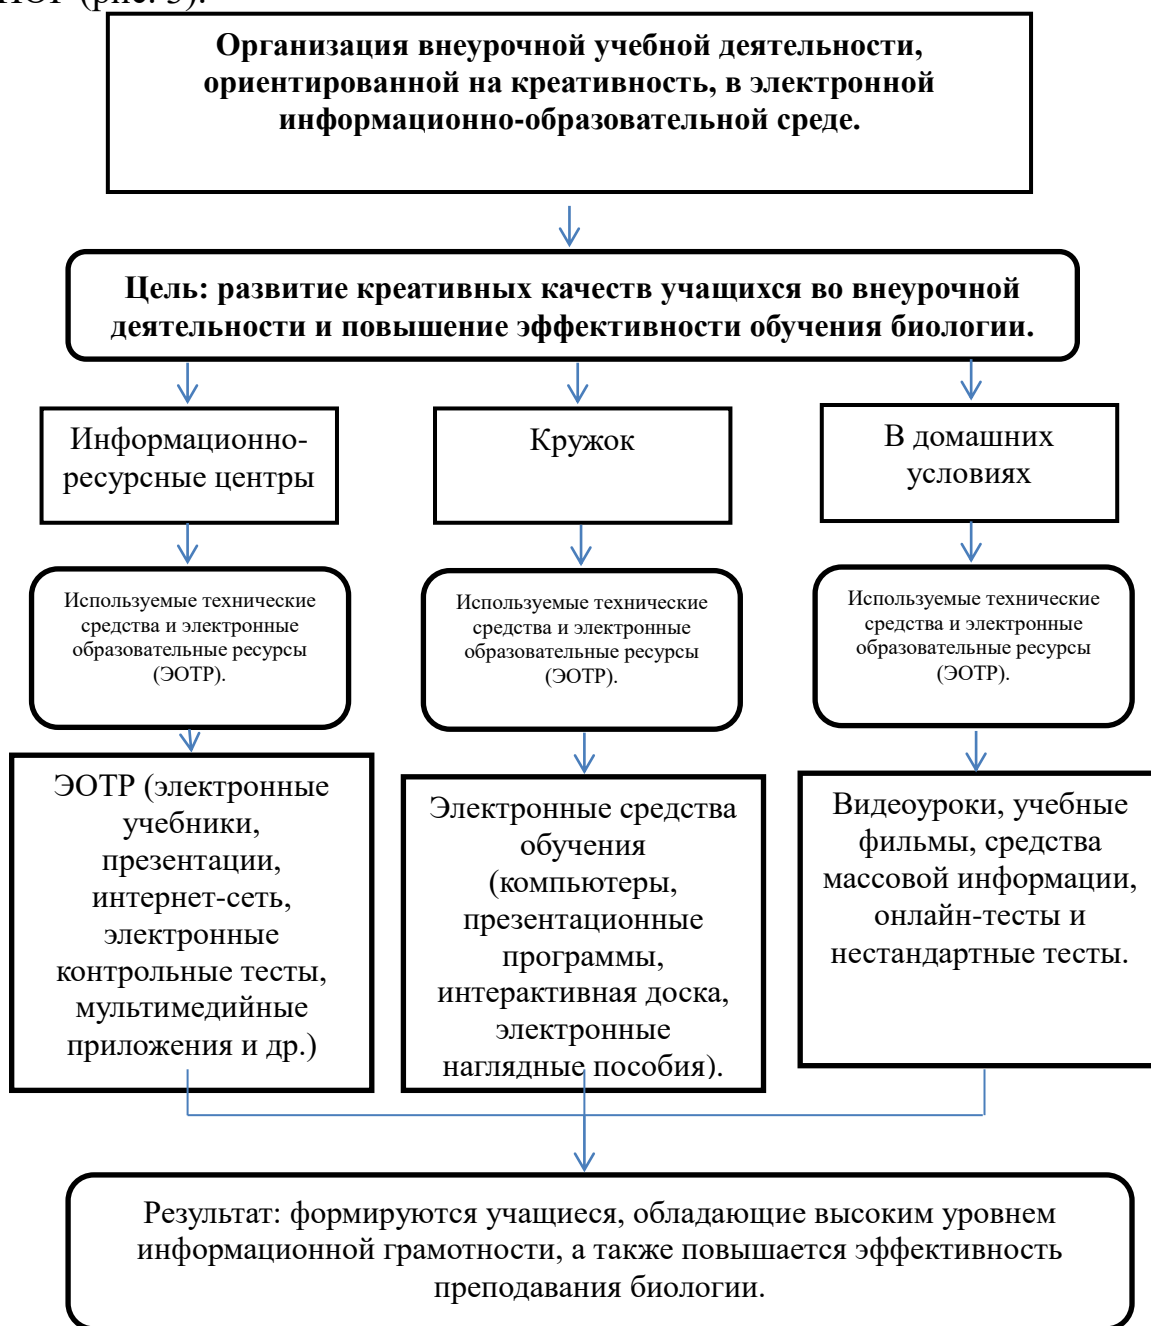 (рис. 3).
Организация внеурочной учебной деятельности,
ориентированной на креативность, в электронной
информационно-образовательной среде.
Цель: развитие креативных качеств учащихся во внеурочной
деятельности и повышение эффективности обучения биологии.
Информационно-
ресурсные центры
Кружок
В домашних
условиях
Используемые технические
средства и электронные
образовательные ресурсы
(ЭОТР).
Используемые технические
средства и электронные
образовательные ресурсы
(ЭОТР).
Используемые технические
средства и электронные
образовательные ресурсы
(ЭОТР).
ЭОТР (электронные
учебники,
презентации,
интернет-сеть,
электронные
контрольные тесты,
мультимедийные
приложения и др.)
Электронные средства
обучения
(компьютеры,
презентационные
программы,
интерактивная доска,
электронные
наглядные пособия).
Видеоуроки, учебные
фильмы, средства
массовой информации,
онлайн-тесты и
нестандартные тесты.
Результат: формируются учащиеся, обладающие высоким уровнем
информационной грамотности, а также повышается эффективность
преподавания биологии.